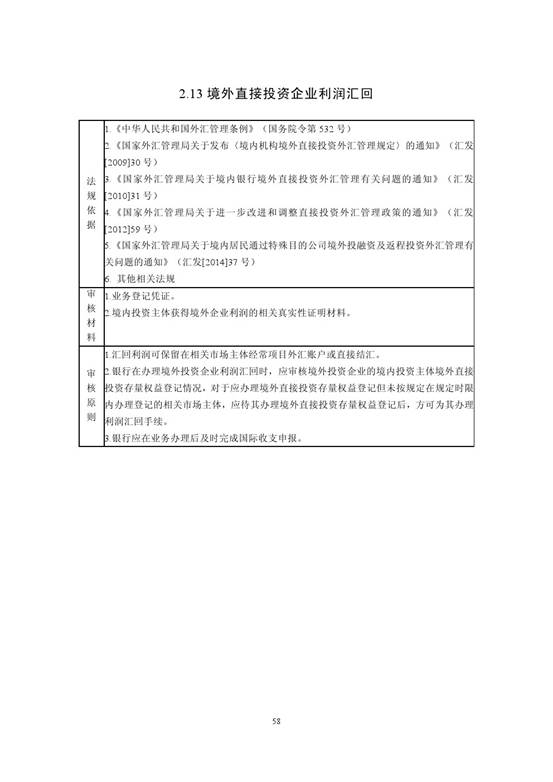 2.13 境外直接投资企业利润汇回
法规依据
1.《中华人民共和国外汇管理条例》（国务院令第 532 号）
2.《国家外汇管理局关于发布〈境内机构境外直接投资外汇管理规定〉的通知》（汇发
[2009]30 号）
3.《国家外汇管理局关于境内银行境外直接投资外汇管理有关问题的通知》（汇发
[2010]31 号）
4.《国家外汇管理局关于进一步改进和调整直接投资外汇管理政策的通知》（汇发
[2012]59 号）
5.《国家外汇管理局关于境内居民通过特殊目的公司境外投融资及返程投资外汇管理有
关问题的通知》（汇发[2014]37 号）
6. 其他相关法规
审核材料
1.业务登记凭证。
2.境内投资主体获得境外企业利润的相关真实性证明材料。
审核原则
1.汇回利润可保留在相关市场主体经常项目外汇账户或直接结汇。
2.银行在办理境外投资企业利润汇回时，应审核境外投资企业的境内投资主体境外直接
投资存量权益登记情况，对于应办理境外直接投资存量权益登记但未按规定在规定时限
内办理登记的相关市场主体，应待其办理境外直接投资存量权益登记后，方可为其办理
利润汇回手续。
3.银行应在业务办理后及时完成国际收支申报。
58